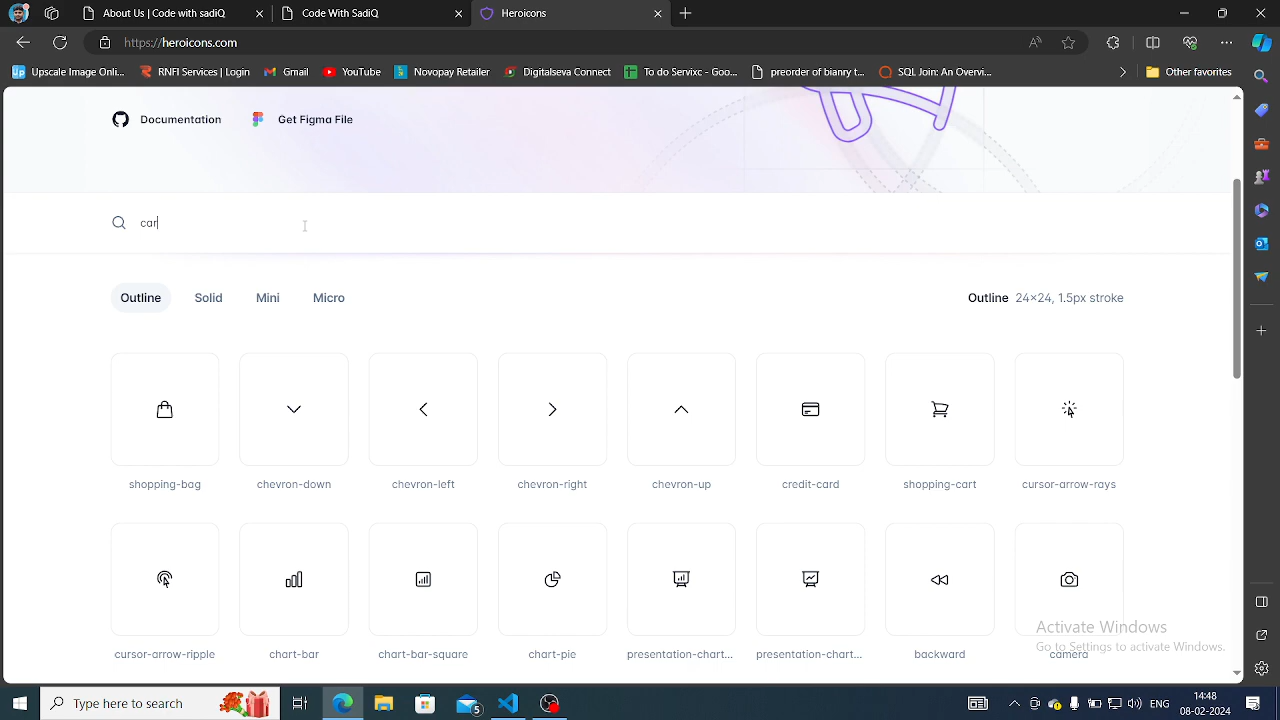 About Us | Code with sadiQ
Code With SadiQ
Heroicons
https://heroicons.com
Upscale Image Onl...
RNFI Services | Login
Gmail
YouTube
Novopay Retailer
Digitalseva Connect
To do Servixc - Goo...
preorder of binary t...
SQL Join: An Overvi...
Other favorites
Documentation
Get Figma File
car
Outline
Solid
Mini
Micro
Outline 24x24, 1.5px stroke
shopping-bag
chevron-down
chevron-left
chevron-right
chevron-up
credit-card
shopping-cart
cursor-arrow-rays
cursor-arrow-ripple
chart-bar
chart-bar-square
chart-pie
presentation-chart...
presentation-chart...
backward
camera
Activate Windows
Go to Settings to activate Windows.
Type here to search
5
ENG
14:48
08-02-2024